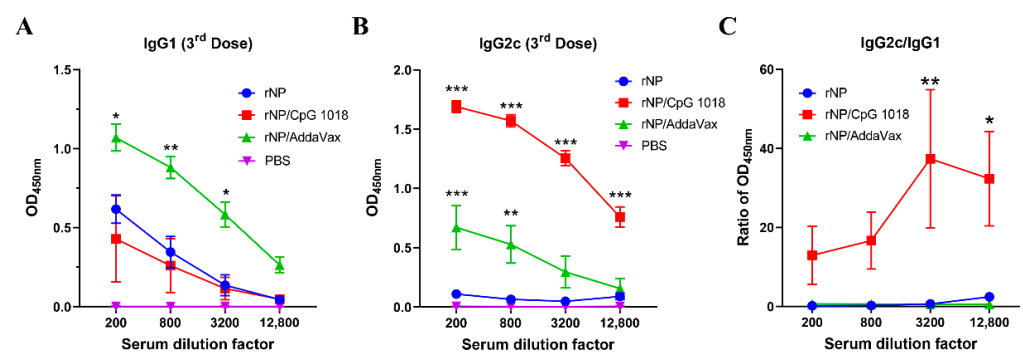 A
IgG1 (3rd Dose)
OD450nm
1.5
1.0
0.5
0.0
rNP
rNP/CpG 1018
rNP/AddaVax
PBS
*
**
*
200 800 3200 12,800
Serum dilution factor
B
IgG2c (3rd Dose)
OD450nm
2.0
1.5
1.0
0.5
0.0
rNP
rNP/CpG 1018
rNP/AddaVax
PBS
***
***
***
***
***
**
200 800 3200 12,800
Serum dilution factor
C
IgG2c/IgG1
Ratio of OD450nm
60
40
20
0
rNP
rNP/CpG 1018
rNP/AddaVax
**
*
200 800 3200 12,800
Serum dilution factor